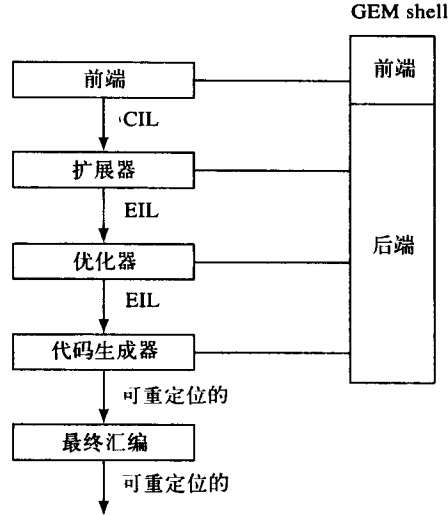 GEM shell
前端
前端
CIL
扩展器
EIL
后端
优化器
EIL
代码生成器
可重定位的
最终汇编
可重定位的